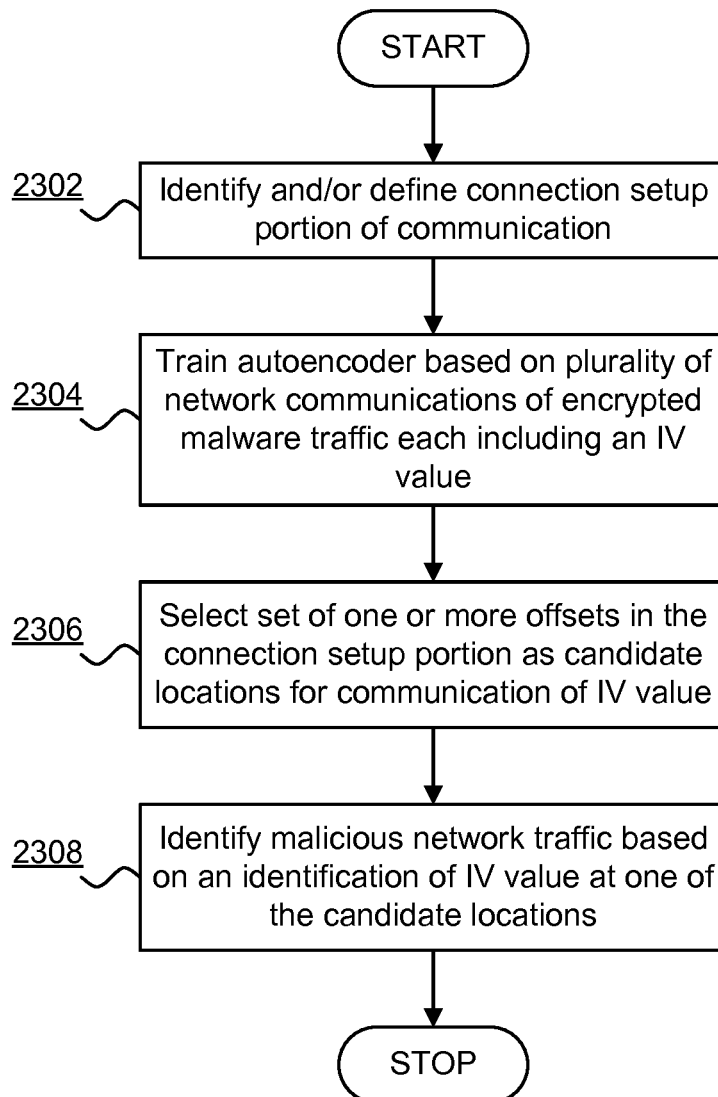 START
2302
Identify and/or define connection setup
portion of communication
2304
Train autoencoder based on plurality of
network communications of encrypted
malware traffic each including an IV
value
2306
Select set of one or more offsets in the
connection setup portion as candidate
locations for communication of IV value
2308
Identify malicious network traffic based
on an identification of IV value at one of
the candidate locations
STOP